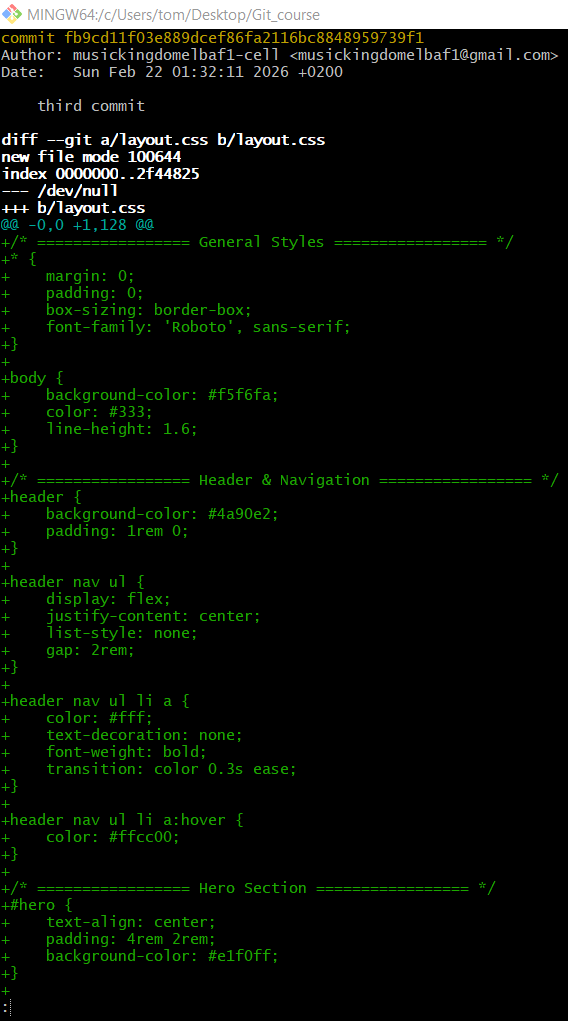 MINGW64:/c/Users/tom/Desktop/Git_course
commit fb9cd11f03e889dcef86fa2116bc8848959739f1
Author: musickingdomelbaf1-cell <musickingdomelbaf1@gmail.com>
Date:   Sun Feb 22 01:32:11 2026 +0200

    third commit

diff --git a/layout.css b/layout.css
new file mode 100644
index 0000000..2f44825
--- /dev/null
+++ b/layout.css
@@ -0,0 +1,128 @@
+/* ================= General Styles ================= */
+* {
+    margin: 0;
+    padding: 0;
+    box-sizing: border-box;
+    font-family: 'Roboto', sans-serif;
+}
+
+body {
+    background-color: #f5f6fa;
+    color: #333;
+    line-height: 1.6;
+}
+
+/* ================= Header & Navigation ================= */
+header {
+    background-color: #4a90e2;
+    padding: 1rem 0;
+}
+
+header nav ul {
+    display: flex;
+    justify-content: center;
+    list-style: none;
+    gap: 2rem;
+}
+
+header nav ul li a {
+    color: #fff;
+    text-decoration: none;
+    font-weight: bold;
+    transition: color 0.3s ease;
+}
+
+header nav ul li a:hover {
+    color: #ffcc00;
+}
+
+/* ================= Hero Section ================= */
+#hero {
+    text-align: center;
+    padding: 4rem 2rem;
+    background-color: #e1f0ff;
+}
+
: